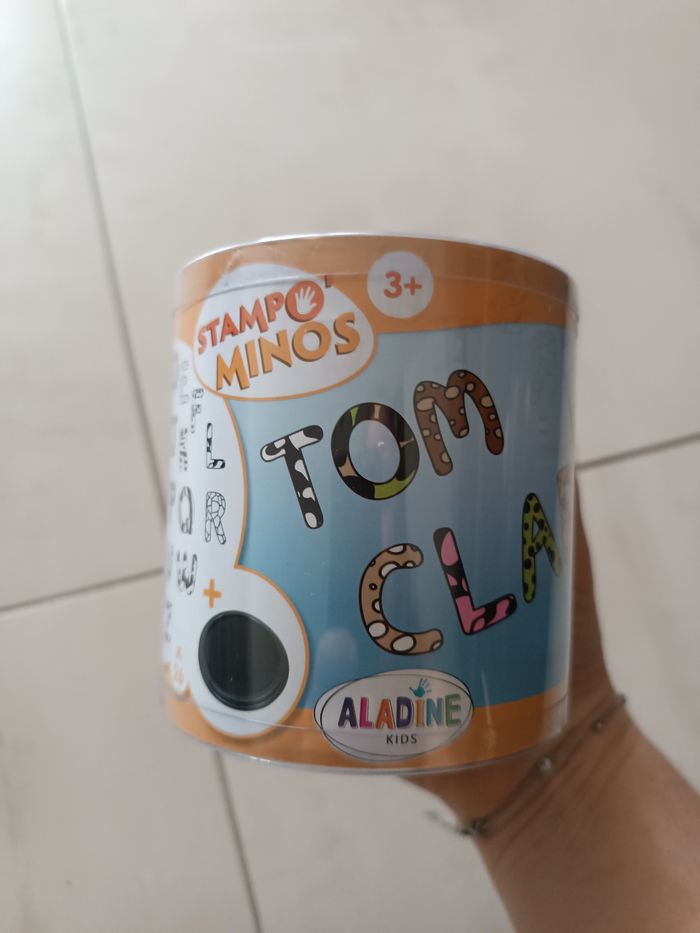 STAMPO'
MINOS
3+
TOM
CLA
L
R
+
ALADINE
KIDS